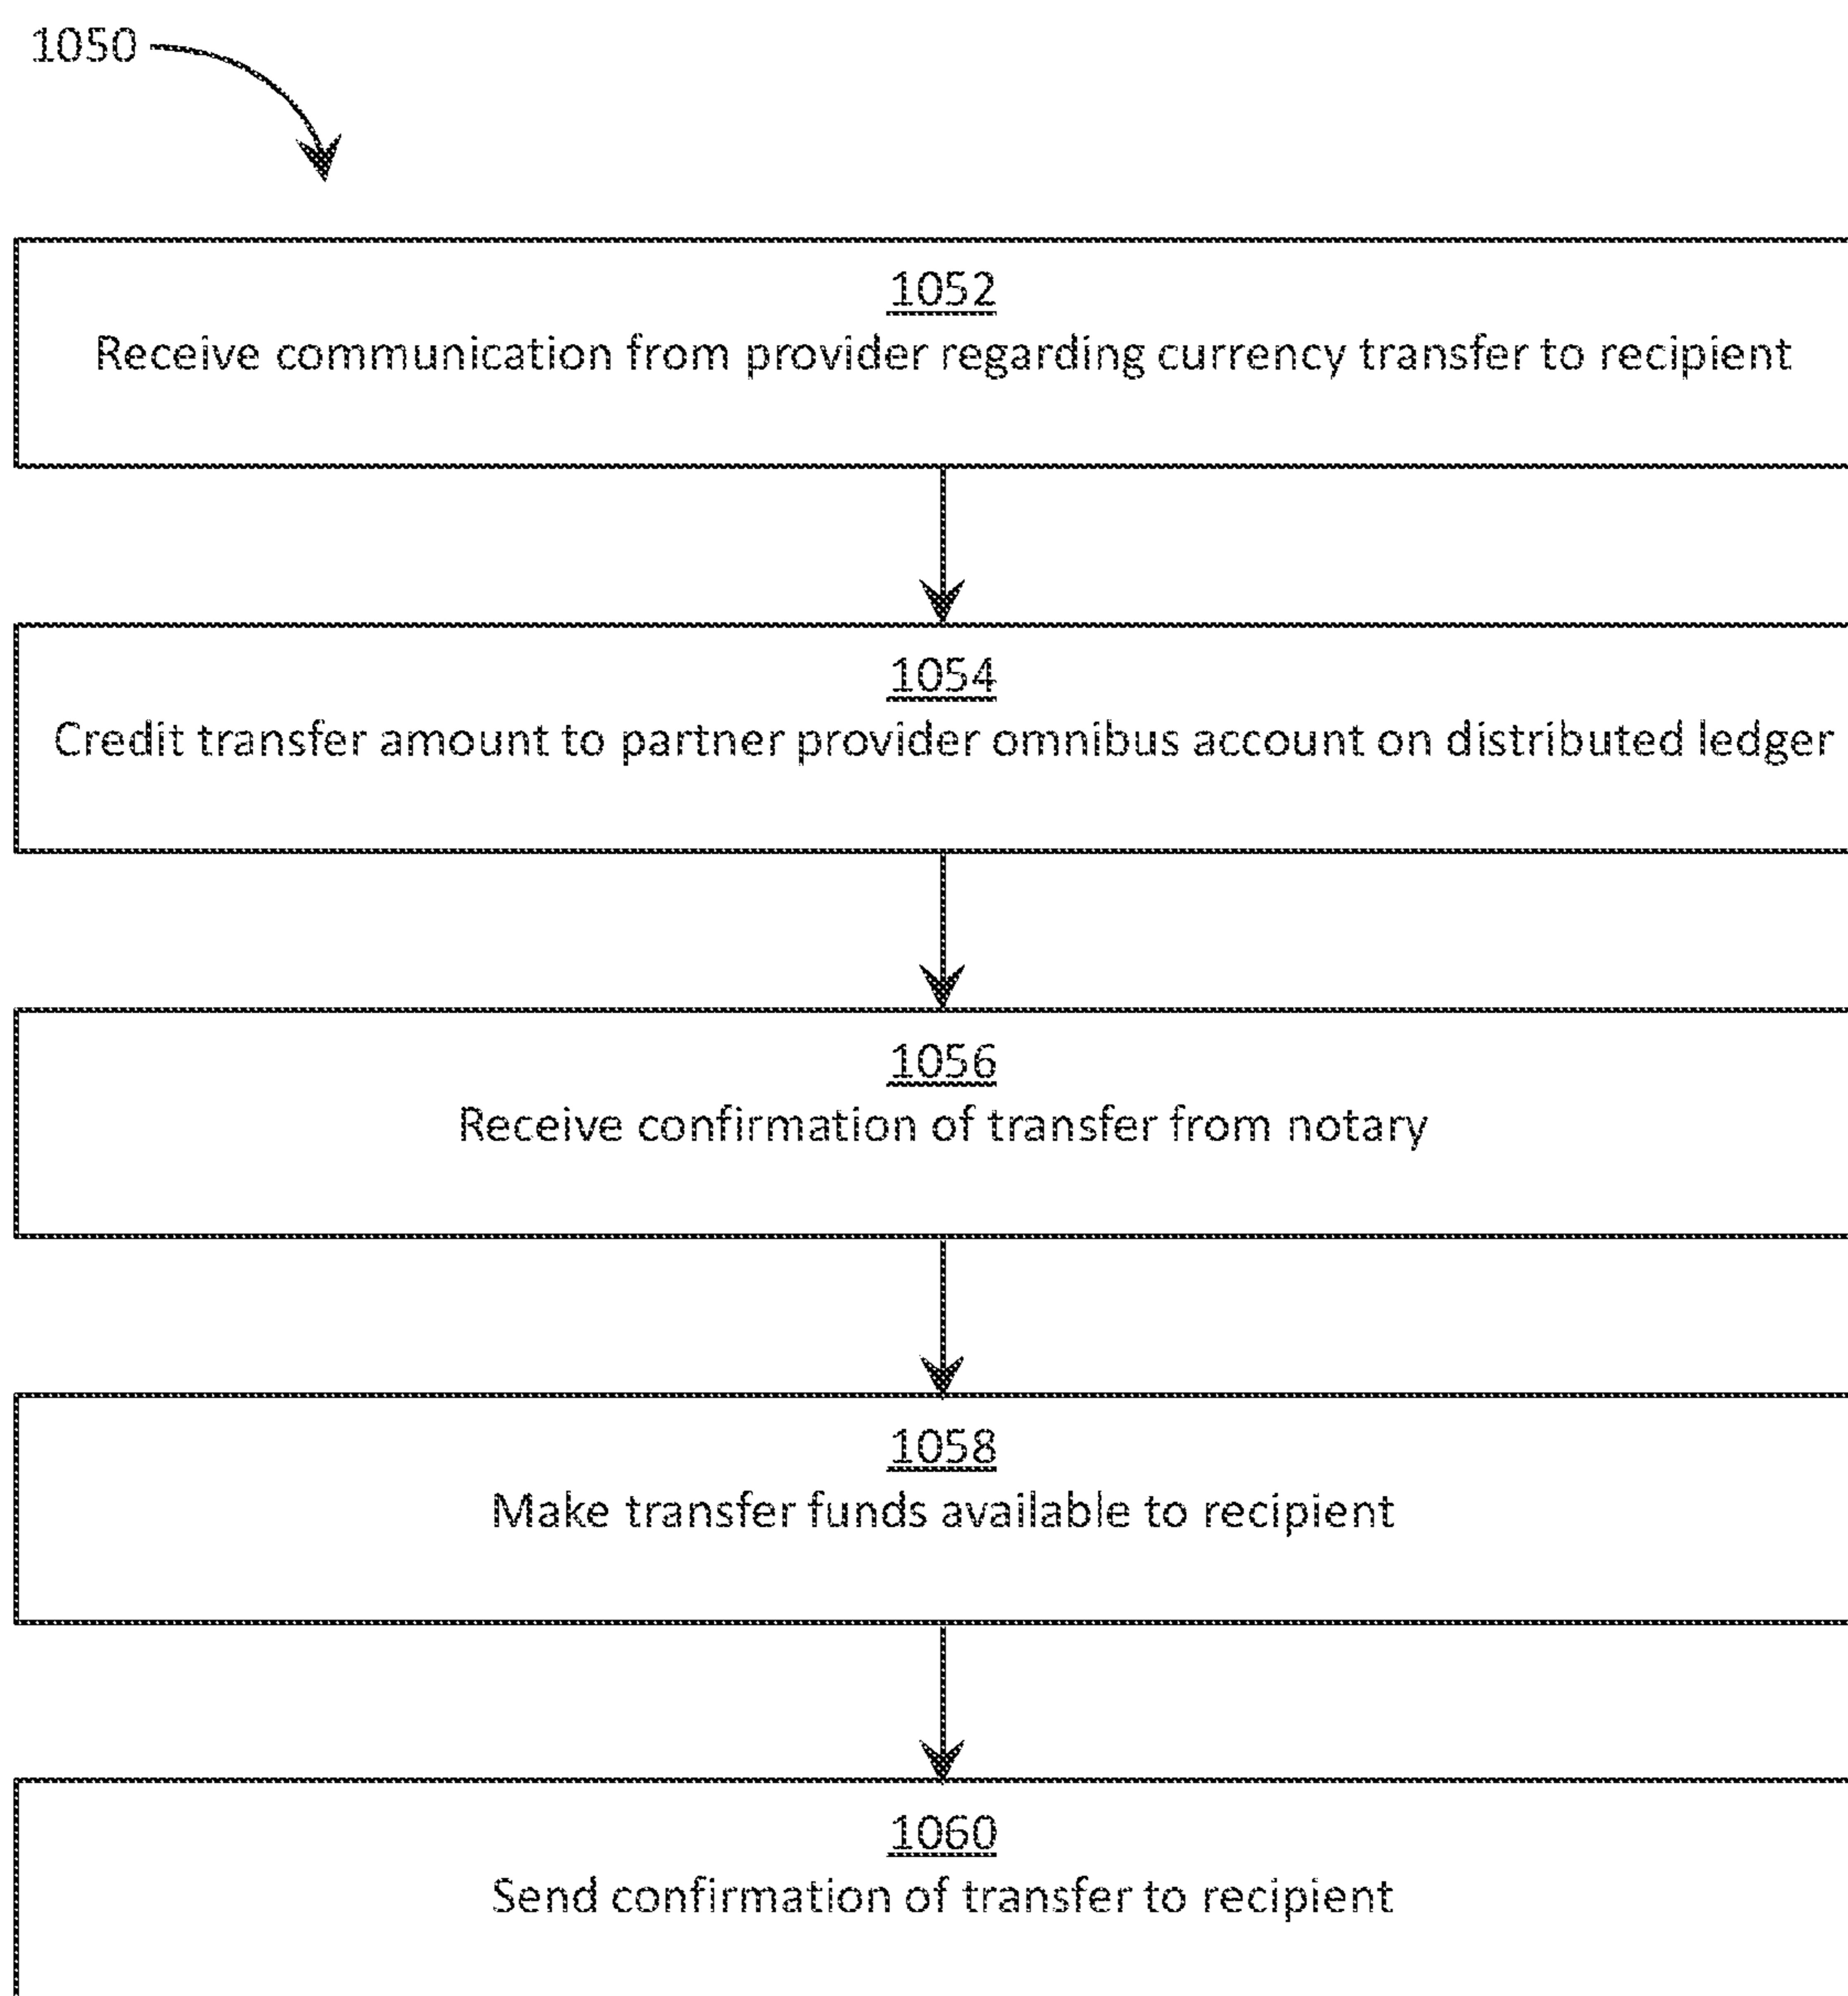 1050
1052
Receive communication from provider regarding currency transfer to recipient
1054
Credit transfer amount to partner provider omnibus account on distributed ledger
1056
Receive confirmation of transfer from notary
1058
Make transfer funds available to recipient
1060
Send confirmation of transfer to recipient